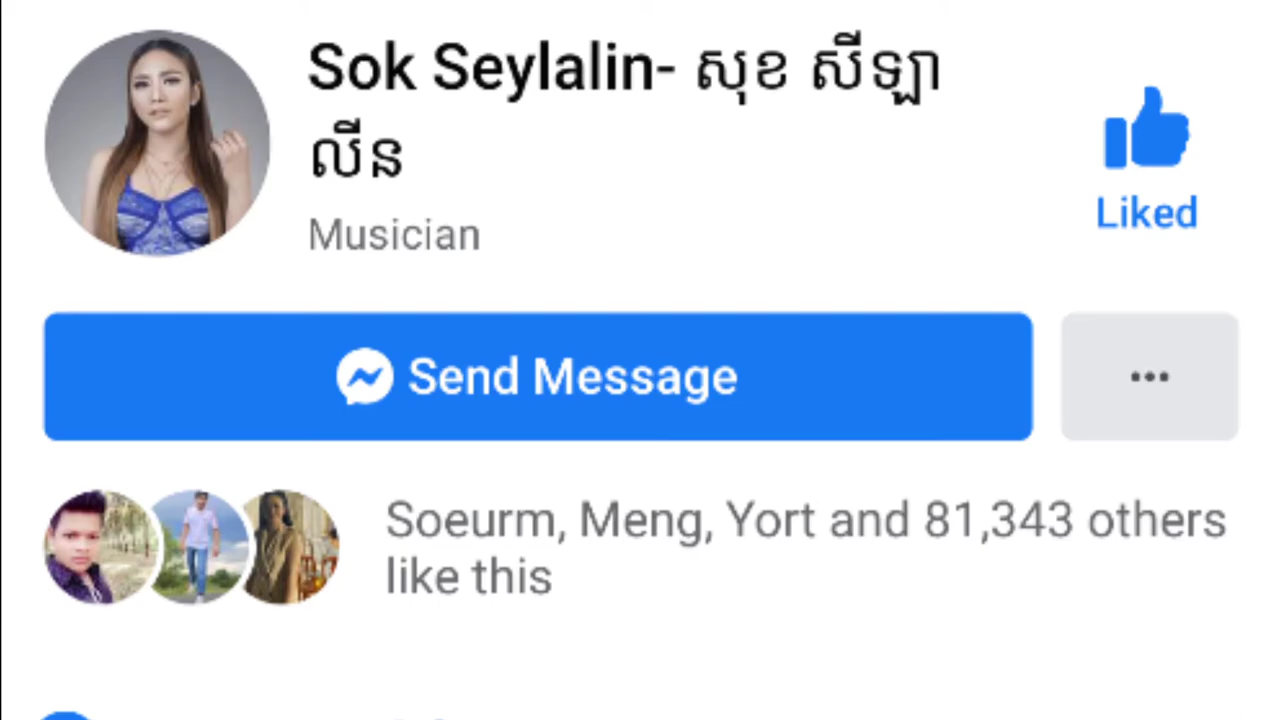 Sok Seylalin- សុខ សីឡា
លីន
Musician
Liked
Send Message
Soeurm, Meng, Yort and 81,343 others
like this